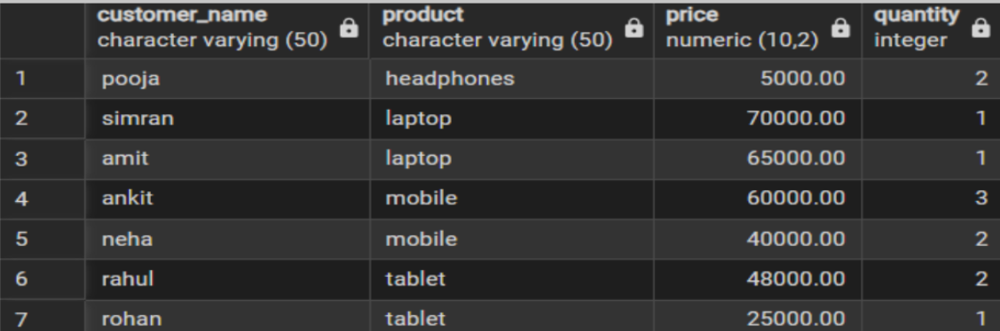 customer_name product price quantity
character varying (50) character varying (50) numeric (10,2) integer
1 pooja headphones 5000.00 2
2 simran laptop 70000.00 1
3 amit laptop 65000.00 1
4 ankit mobile 60000.00 3
5 neha mobile 40000.00 2
6 rahul tablet 48000.00 2
7 rohan tablet 25000.00 1